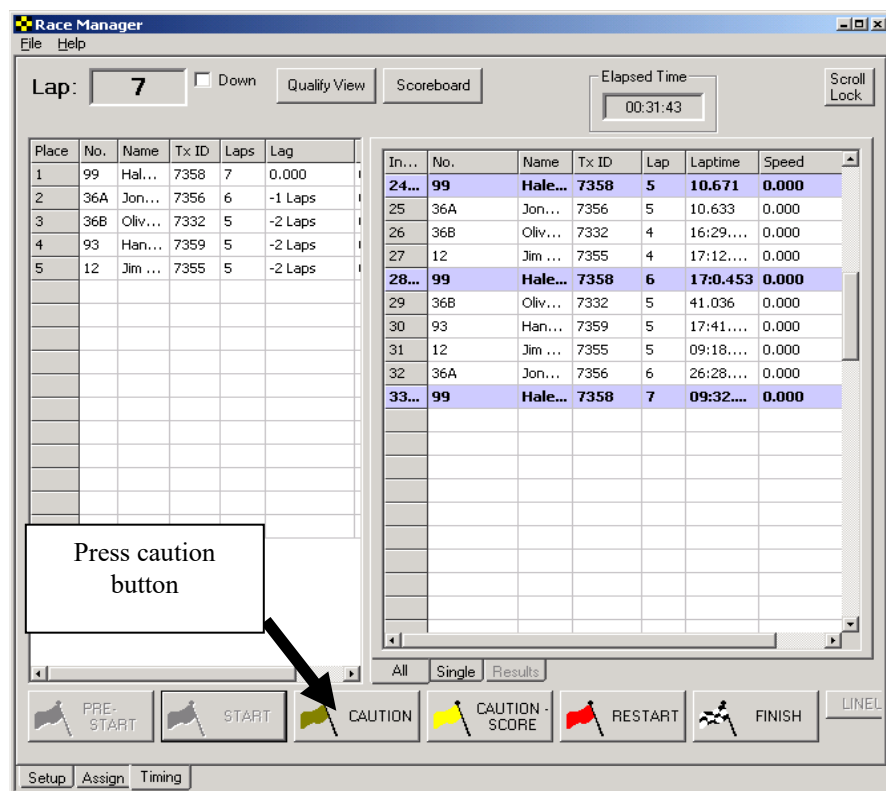 Race Manager
File Help
Lap: 7 Down Qualify View Scoreboard Elapsed Time 00:31:43 Scroll Lock
Place No. Name Tx ID Laps Lag
1 99 Hal... 7358 7 0.000
2 36A Jon... 7356 6 -1 Laps
3 36B Oliv... 7332 5 -2 Laps
4 93 Han... 7359 5 -2 Laps
5 12 Jim ... 7355 5 -2 Laps
In... No. Name Tx ID Lap Laptime Speed
24... 99 Hale... 7358 5 10.671 0.000
25 36A Jon... 7356 5 10.633 0.000
26 36B Oliv... 7332 4 16:29.... 0.000
27 12 Jim ... 7355 4 17:12.... 0.000
28... 99 Hale... 7358 6 17:0.453 0.000
29 36B Oliv... 7332 5 41.036 0.000
30 93 Han... 7359 5 17:41.... 0.000
31 12 Jim ... 7355 5 09:18.... 0.000
32 36A Jon... 7356 6 26:28.... 0.000
33... 99 Hale... 7358 7 09:32.... 0.000
Press caution
button
All Single Results
PRE-
START
START
CAUTION
CAUTION -
SCORE
RESTART
FINISH
LINEL
Setup Assign Timing